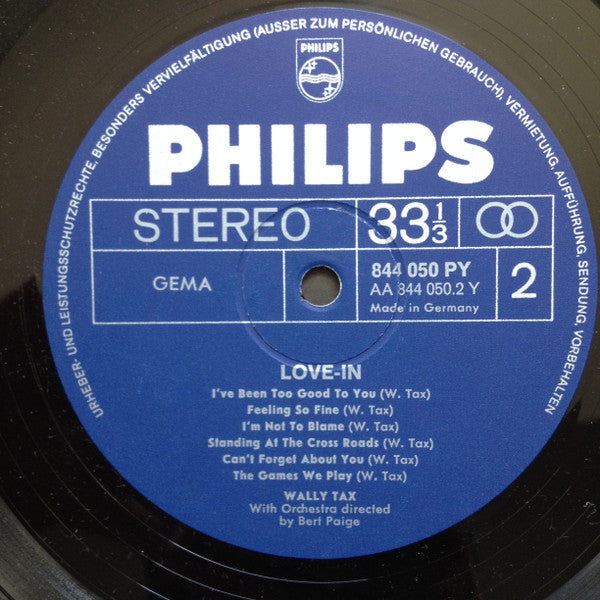 URHEBER- UND LEISTUNGSSCHUTZRECHTE, BESONDERS VERVIELFÄLTIGUNG (AUSSER ZUM PERSÖNLICHEN GEBRAUCH), VERMIETUNG, AUFFÜHRUNG, SENDUNG, VORBEHALTEN
PHILIPS
PHILIPS
STEREO 33 1/3
GEMA
844 050 PY
AA 844 050.2 Y
Made in Germany
2
LOVE-IN
I've Been Too Good To You (W. Tax)
Feeling So Fine (W. Tax)
I'm Not To Blame (W. Tax)
Standing At The Cross Roads (W. Tax)
Can't Forget About You (W. Tax)
The Games We Play (W. Tax)
WALLY TAX
With Orchestra directed
by Bert Paige